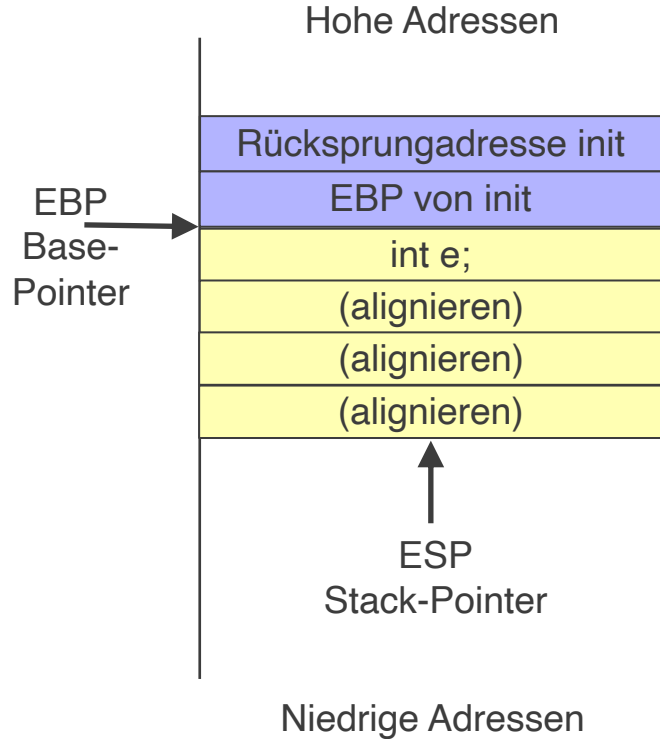 Hohe Adressen
Rücksprungadresse init
EBP von init
EBP
Base-
Pointer
int e;
(alignieren)
(alignieren)
(alignieren)
ESP
Stack-Pointer
Niedrige Adressen